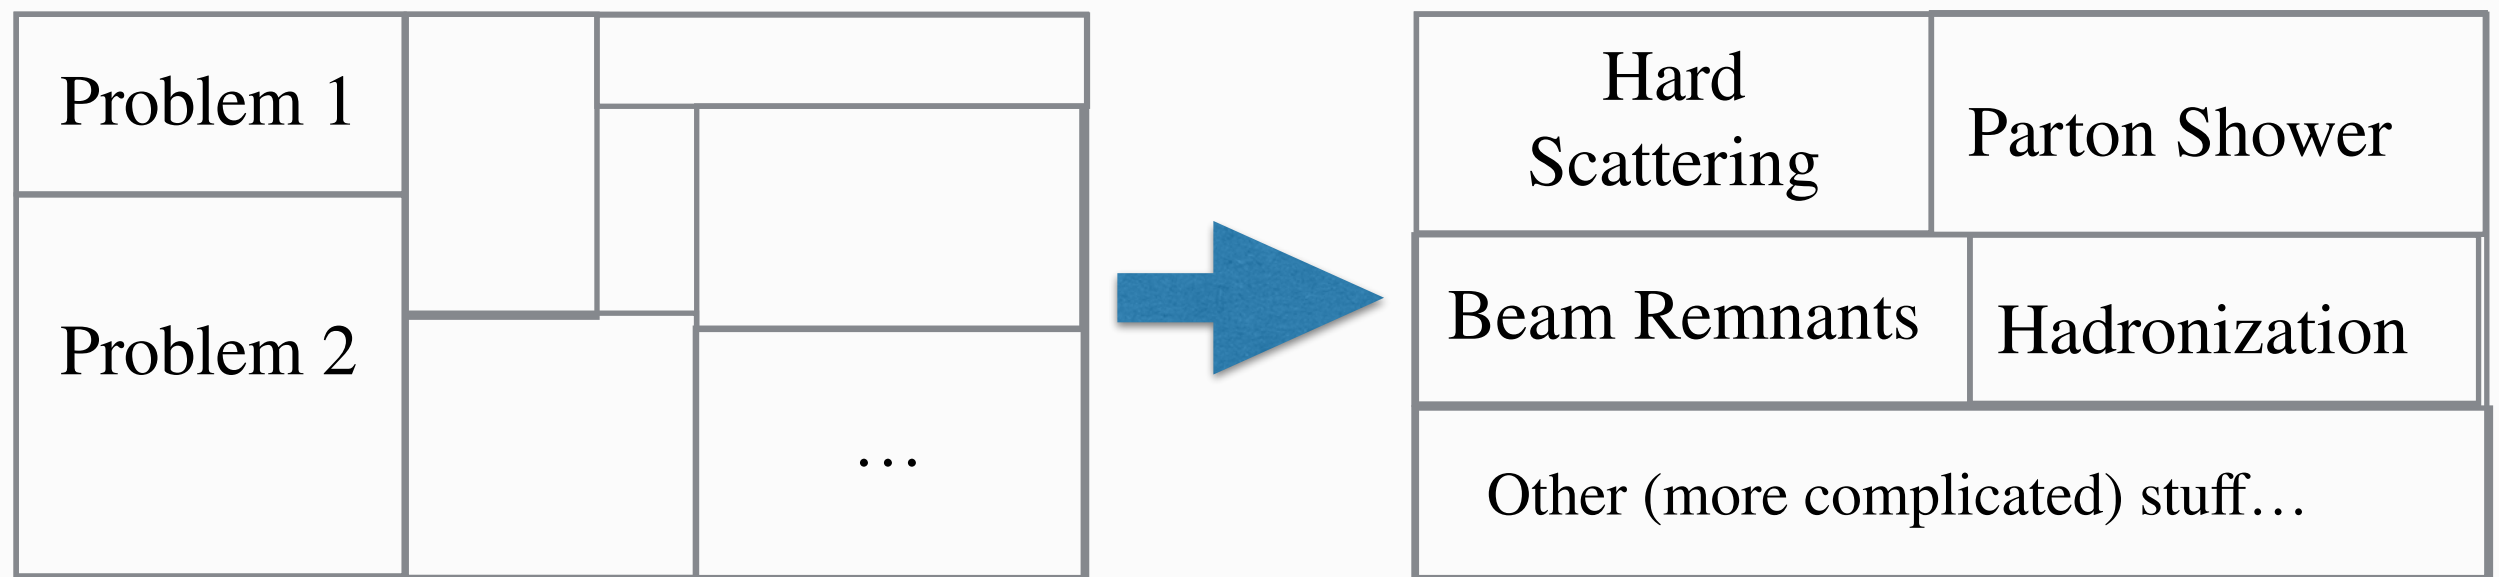 Problem 1
Problem 2
…
Hard
Scattering
Parton Shower
Beam Remnants
Hadronization
Other (more complicated) stuff…